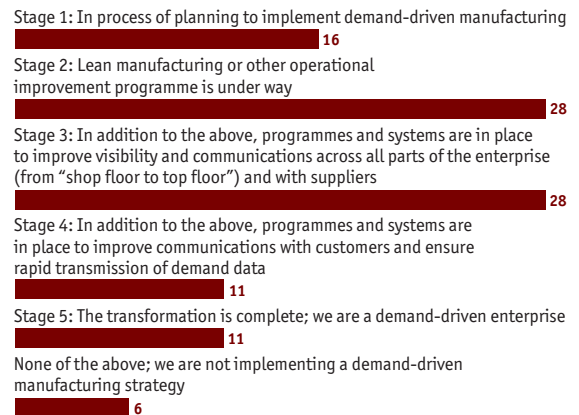 Stage 1: In process of planning to implement demand-driven manufacturing
16
Stage 2: Lean manufacturing or other operational
improvement programme is under way
28
Stage 3: In addition to the above, programmes and systems are in place
to improve visibility and communications across all parts of the enterprise
(from “shop floor to top floor”) and with suppliers
28
Stage 4: In addition to the above, programmes and systems are
in place to improve communications with customers and ensure
rapid transmission of demand data
11
Stage 5: The transformation is complete; we are a demand-driven enterprise
11
None of the above; we are not implementing a demand-driven
manufacturing strategy
6